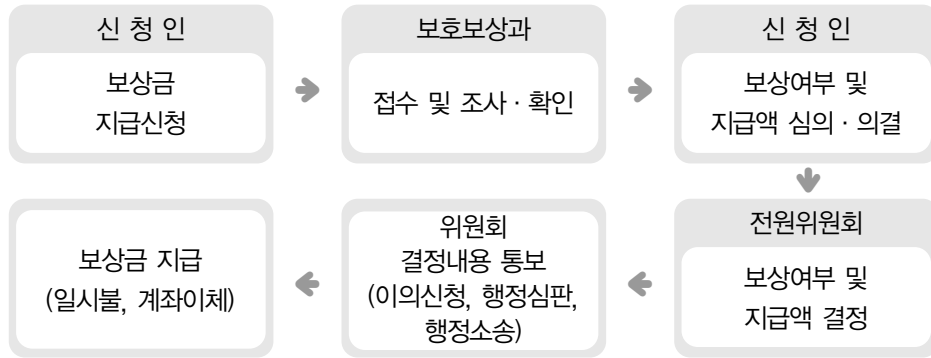 신 청 인
보상금
지급신청
보호보상과
접수 및 조사 · 확인
신 청 인
보상여부 및
지급액 심의 · 의결
전원위원회
보상여부 및
지급액 결정
위원회
결정내용 통보
(이의신청, 행정심판,
행정소송)
보상금 지급
(일시불, 계좌이체)